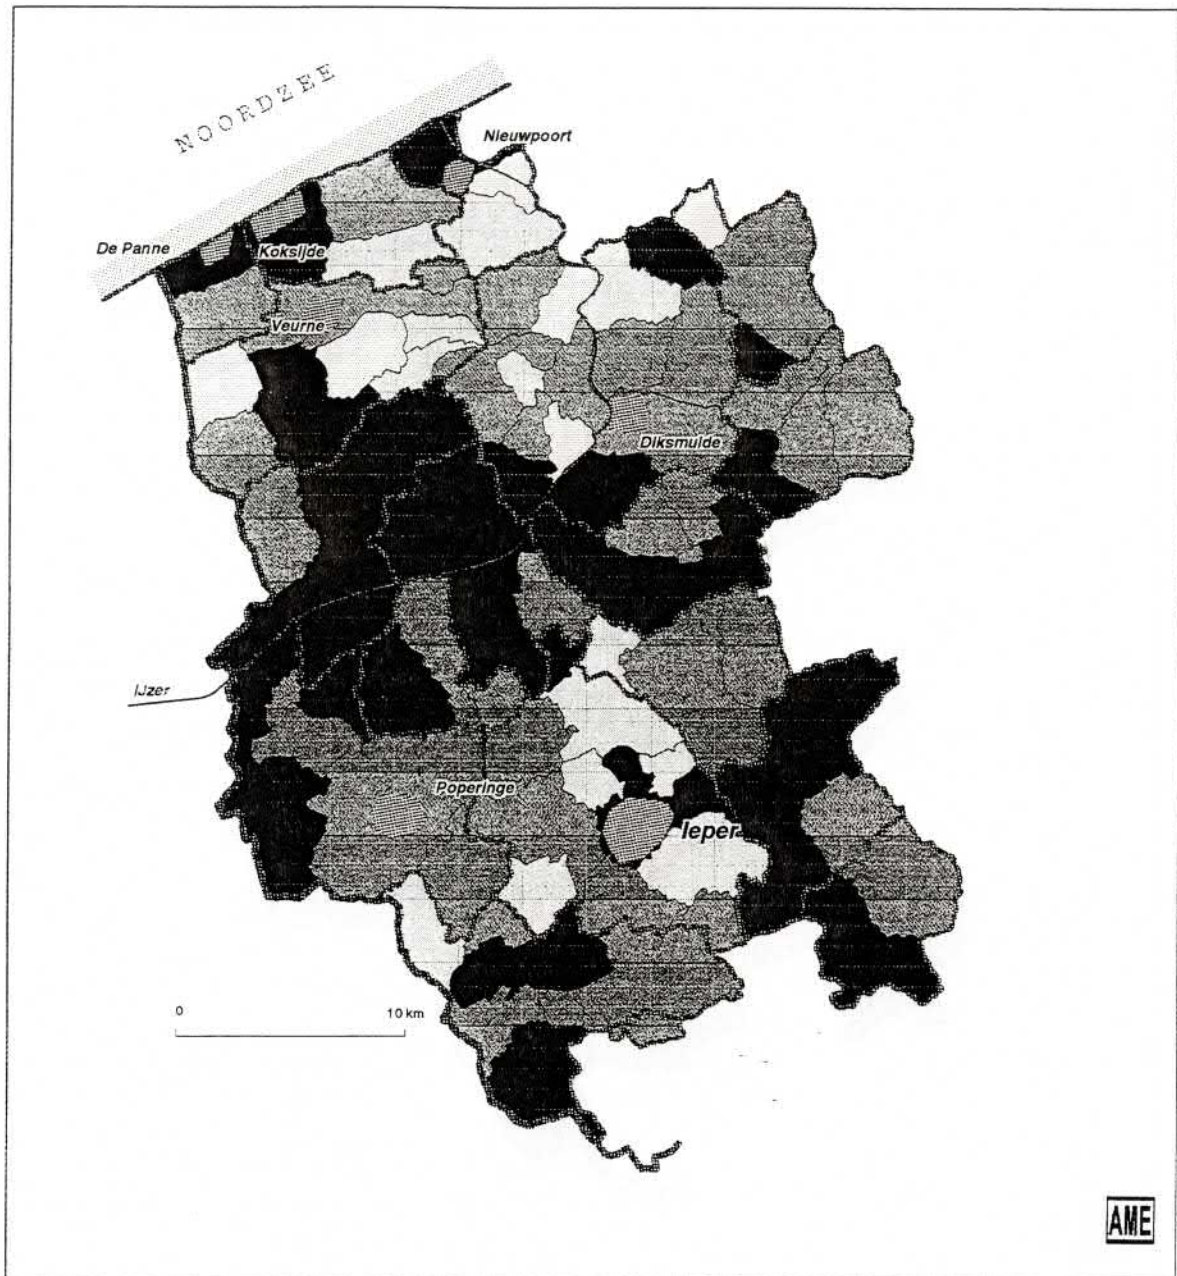 NOORDZEE
Nieuwpoort
De Panne
Koksijde
Veurne
Diksmuide
IJzer
Poperinge
Ieper
0 10 km
AME